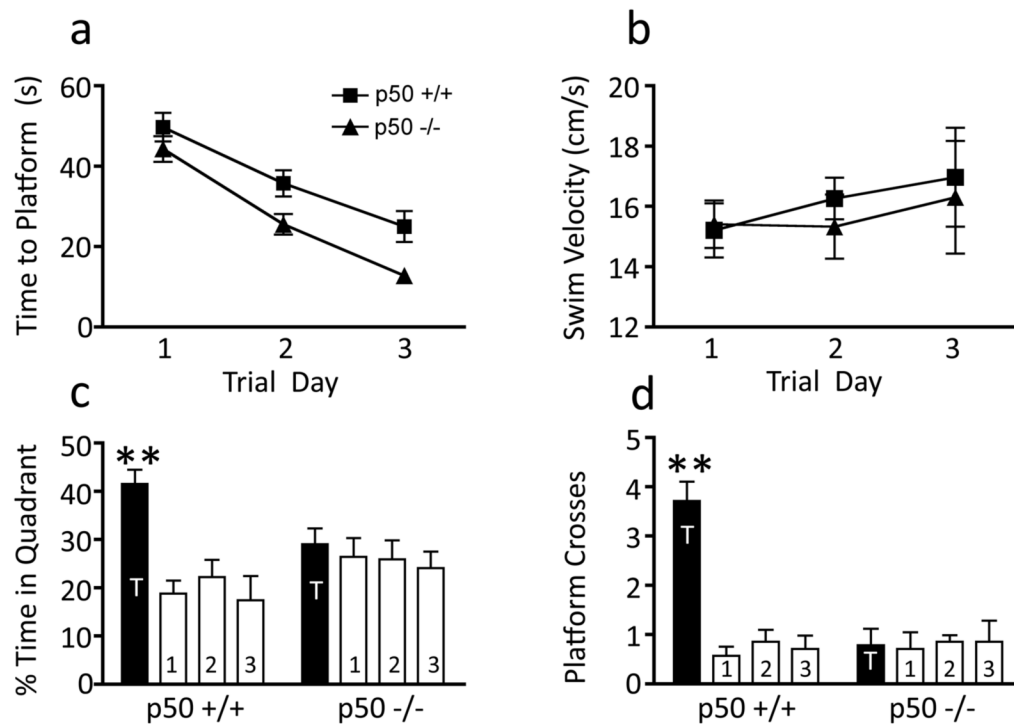 a
Time to Platform (s)
60
40
20
0
p50 +/+
p50 -/-
1 2 3
Trial Day
b
Swim Velocity (cm/s)
20
18
16
14
12
1 2 3
Trial Day
c
% Time in Quadrant
50
40
30
20
10
0
**
T 1 2 3
T 1 2 3
p50 +/+ p50 -/-
d
Platform Crosses
5
4
3
2
1
0
**
T 1 2 3
T 1 2 3
p50 +/+ p50 -/-